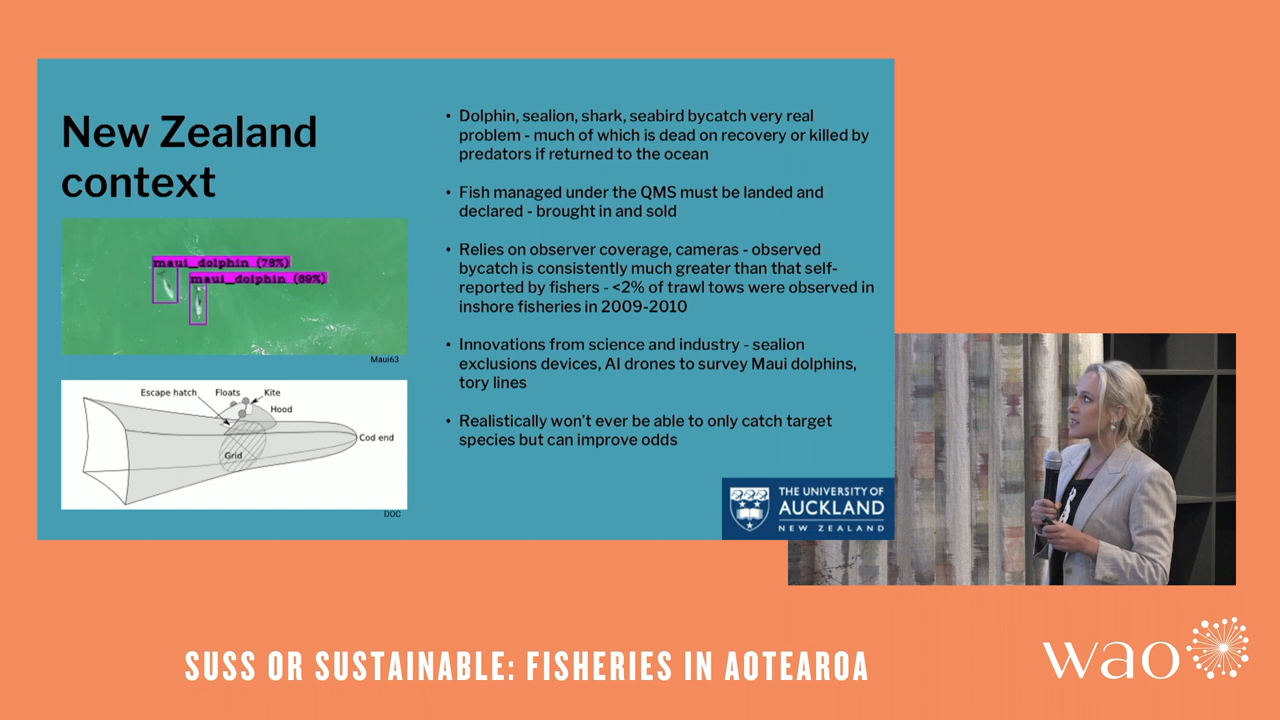 New Zealand
context
maui_dolphin (78%)
maui_dolphin (69%)
Maui63
Escape hatch
Floats
Kite
Hood
Grid
Cod end
DOC
• Dolphin, sealion, shark, seabird bycatch very real
problem - much of which is dead on recovery or killed by
predators if returned to the ocean
• Fish managed under the QMS must be landed and
declared - brought in and sold
• Relies on observer coverage, cameras - observed
bycatch is consistently much greater than that self-
reported by fishers - <2% of trawl tows were observed in
inshore fisheries in 2009-2010
• Innovations from science and industry - sealion
exclusions devices, AI drones to survey Maui dolphins,
tory lines
• Realistically won't ever be able to only catch target
species but can improve odds
THE UNIVERSITY OF
AUCKLAND
NEW ZEALAND
SUSS OR SUSTAINABLE: FISHERIES IN AOTEAROA
wao